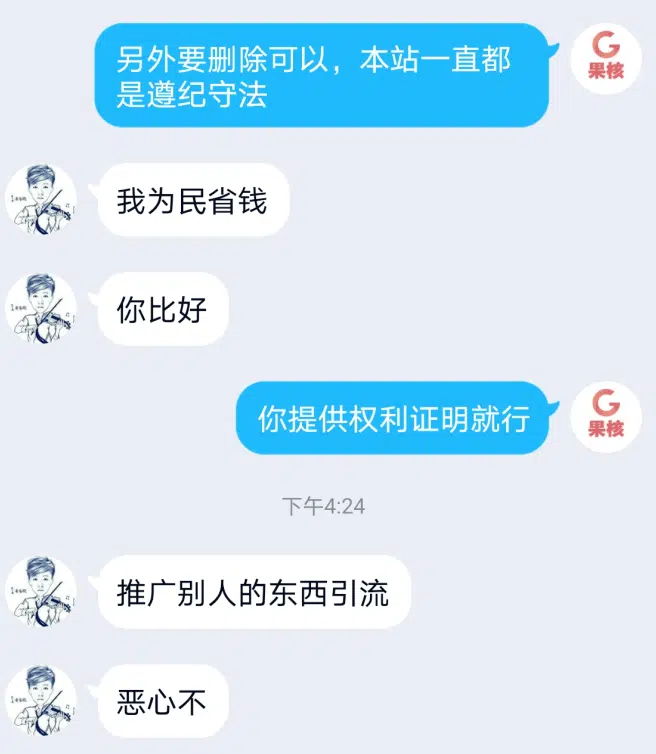 另外要删除可以，本站一直都
是遵纪守法
果核
我为民省钱
你比好
你提供权利证明就行
果核
下午4:24
推广别人的东西引流
恶心不